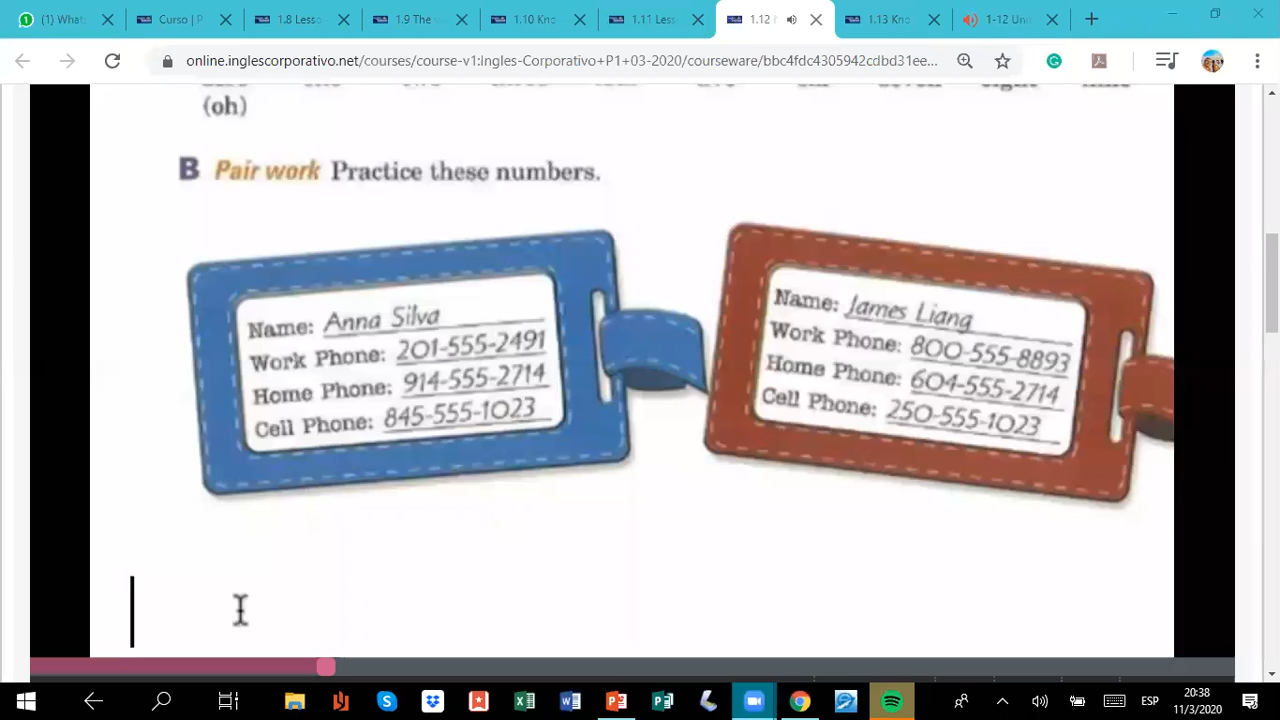 (1) What:
Curso | P
1.8 Lesso
1.9 The v
1.10 Kno
1.11 Less
1.12
1.13 Kno
1-12 Uni
online.inglescorporativo.net/courses/course-v1:Ingles-Corporativo+P1+03-2020/courseware/bbc4fdc4305942cdbd31ee...
(oh)
B Pair work Practice these numbers.
Name: Anna Silva
Work Phone: 201-555-2491
Home Phone: 914-555-2714
Cell Phone: 845-555-1023
Name: James Liang
Work Phone: 800-555-8893
Home Phone: 604-555-2714
Cell Phone: 250-555-1023
ESP
20:38
11/3/2020